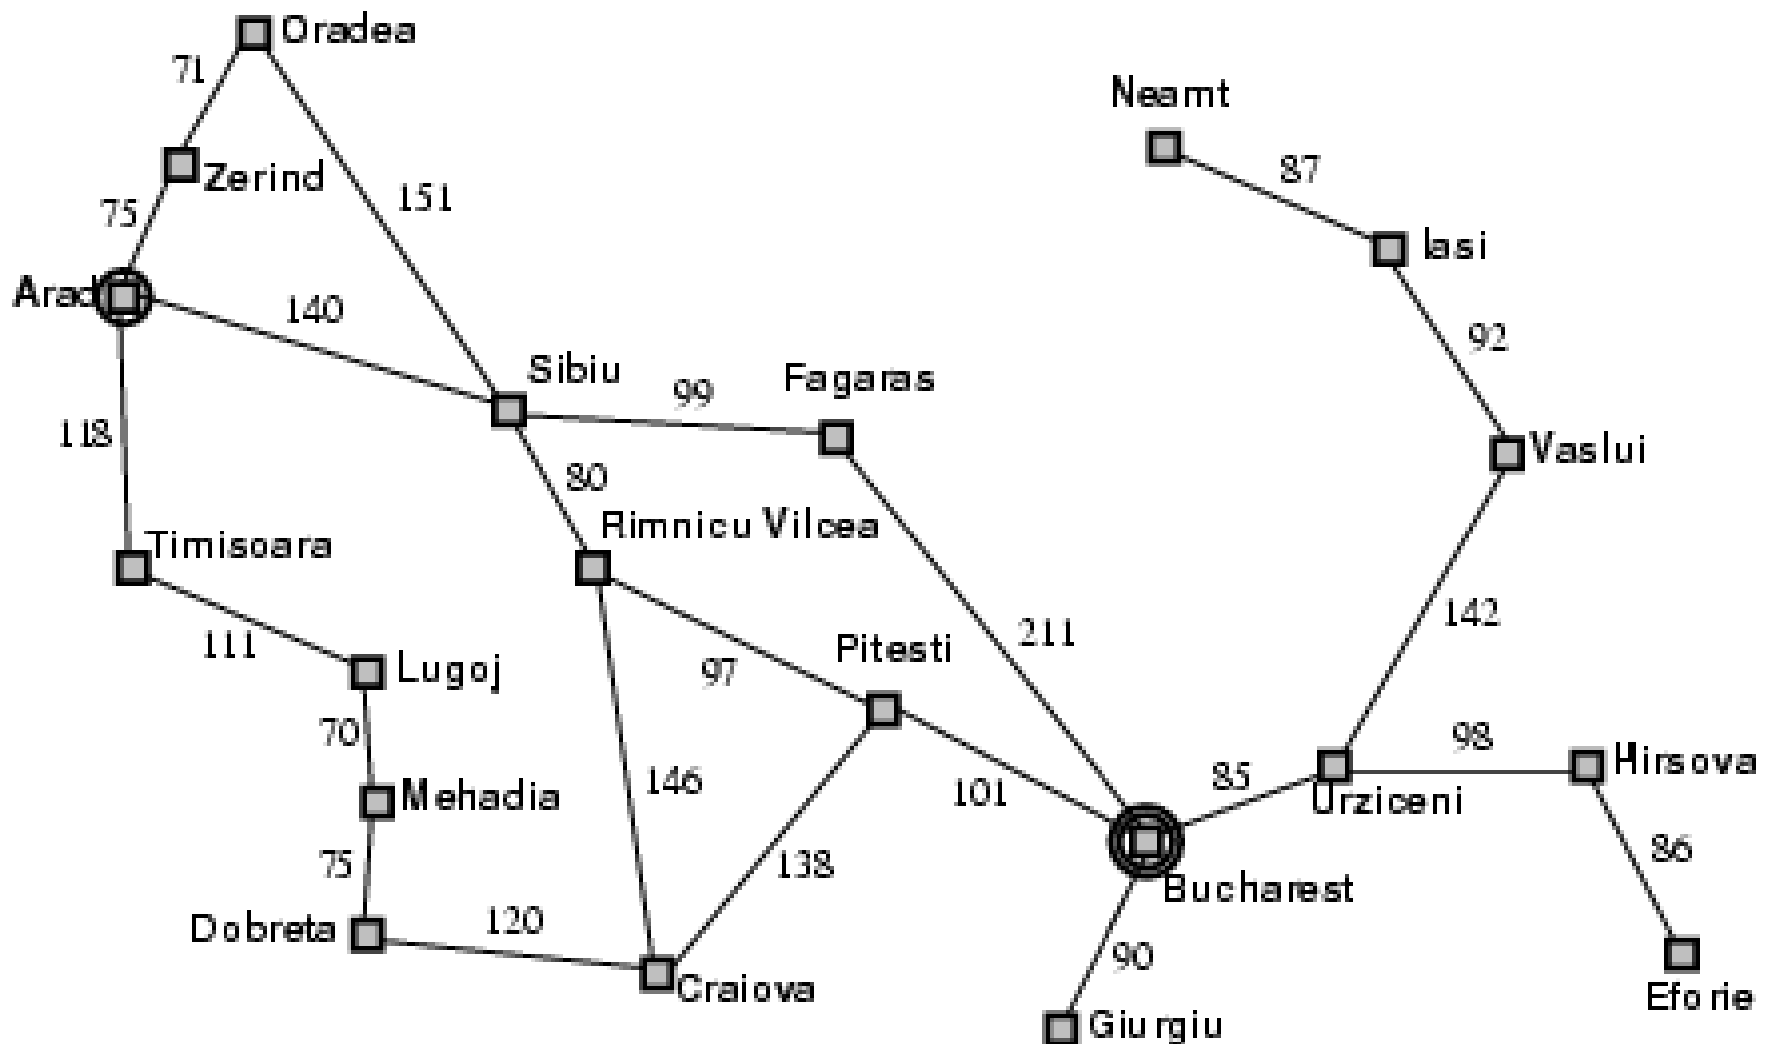 Oradea
71
Neamt
87
Zerind
151
75
Iasi
Arad
140
92
Sibiu
99
Fagaras
118
80
Vaslui
Rimnicu Vilcea
Timisoara
142
211
111
Pitesti
97
Lugoj
70
98
Hirsova
146
85
101
Mehadia
Urziceni
86
75
138
Bucharest
120
Dobreta
90
Craiova
Eforie
Giurgiu